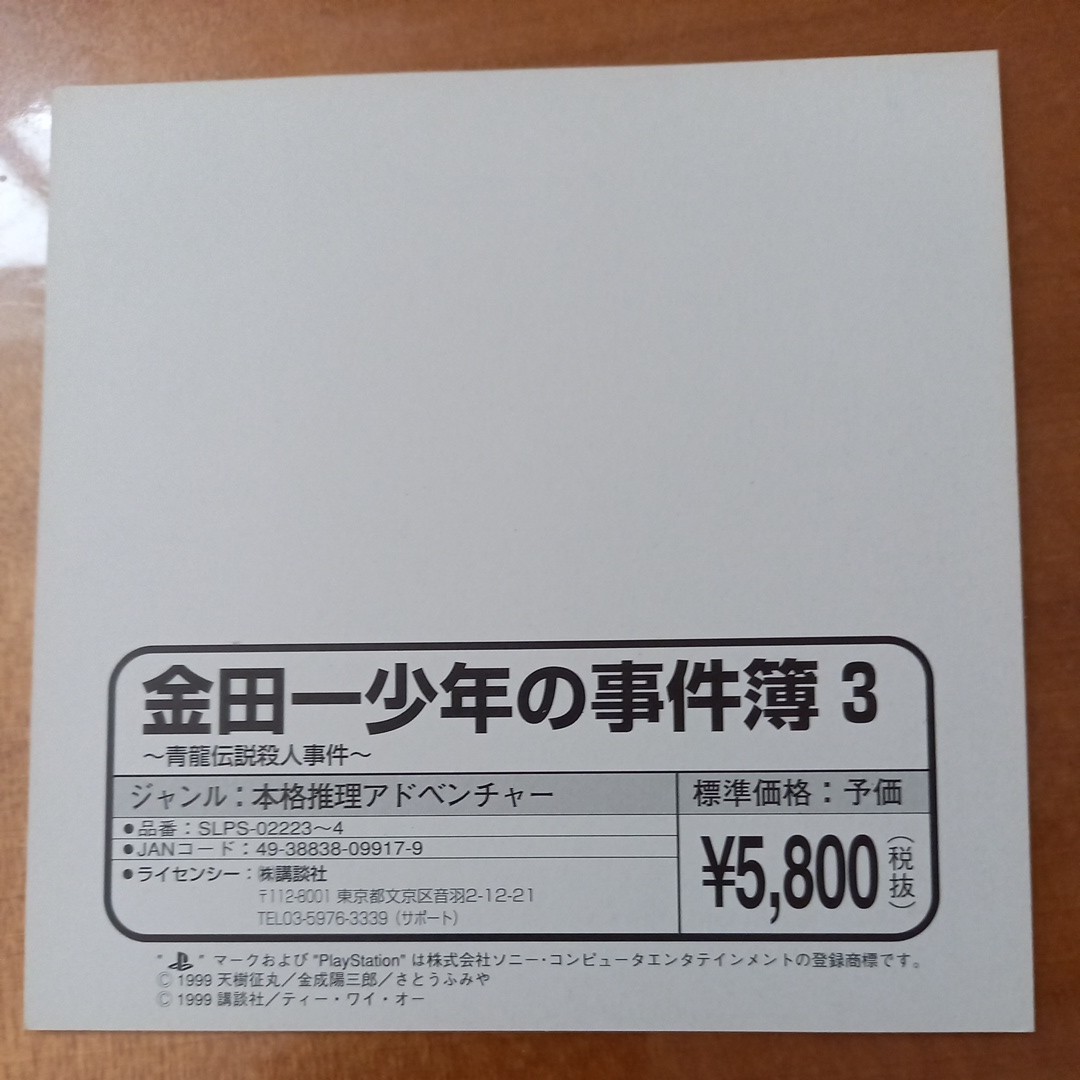 金田一少年の事件簿 3
～青龍伝説殺人事件～
ジャンル：本格推理アドベンチャー
標準価格：予価
●品番：SLPS-02223～4
●JANコード：49-38838-09917-9
¥5,800（税抜）
●ライセンシー：㈱講談社
〒112-8001 東京都文京区音羽2-12-21
TEL03-5976-3339（サポート）
" " マークおよび "PlayStation" は株式会社ソニー・コンピュータエンタテインメントの登録商標です。
© 1999 天樹征丸／金成陽三郎／さとうふみや
© 1999 講談社／ティー・ワイ・オー